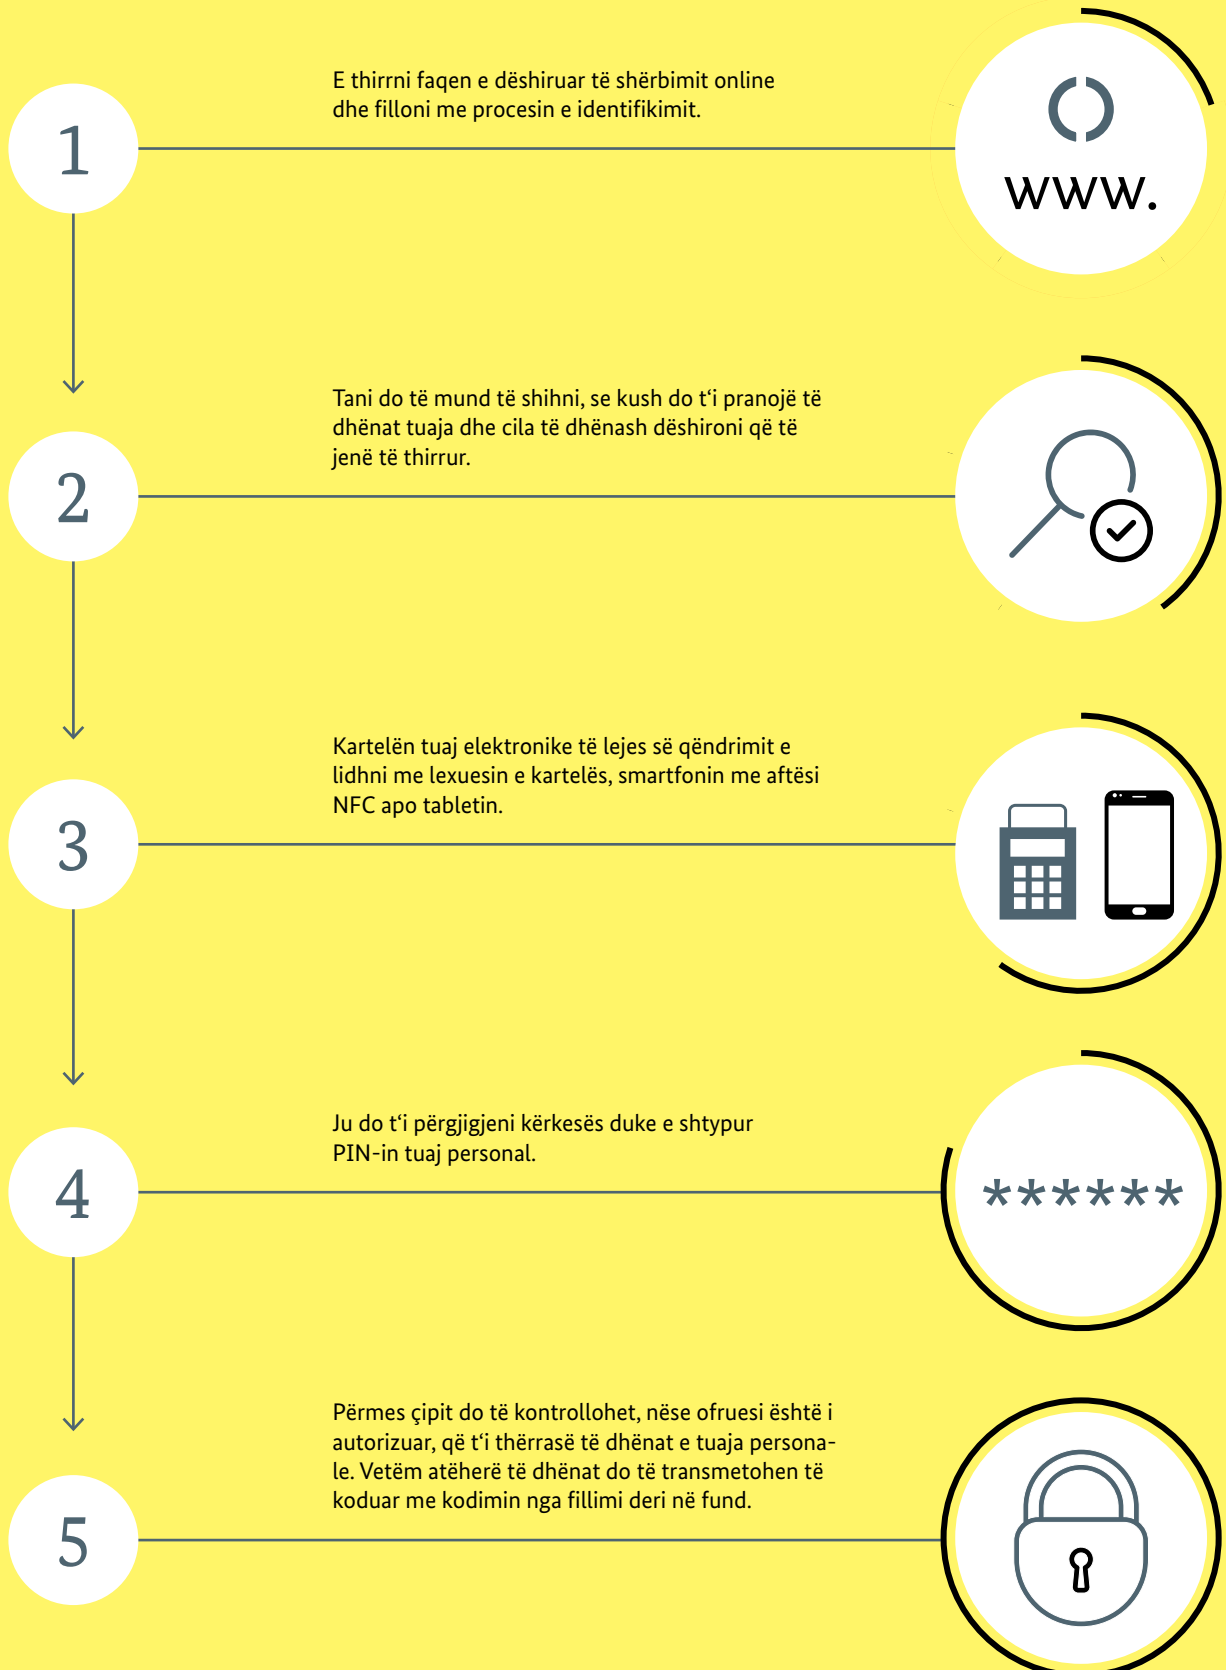 E thirrni faqen e dëshiruar të shërbimit online
dhe filloni me procesin e identifikimit.
1
www.
Tani do të mund të shihni, se kush do t‘i pranojë të
dhënat tuaja dhe cila të dhënash dëshironi që të
jenë të thirrur.
2
Kartelën tuaj elektronike të lejes së qëndrimit e
lidhni me lexuesin e kartelës, smartfonin me aftësi
NFC apo tabletin.
3
Ju do t‘i përgjigjeni kërkesës duke e shtypur
PIN-in tuaj personal.
4
******
Përmes çipit do të kontrollohet, nëse ofruesi është i
autorizuar, që t‘i thërrasë të dhënat e tuaja persona-
le. Vetëm atëherë të dhënat do të transmetohen të
koduar me kodimin nga fillimi deri në fund.
5